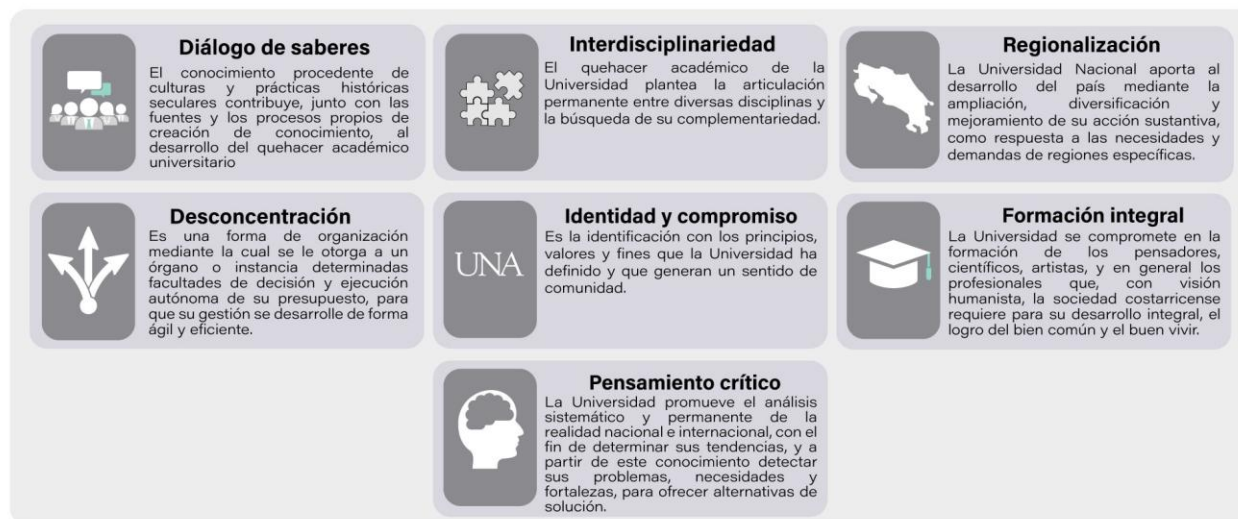 Diálogo de saberes
El conocimiento procedente de
culturas y prácticas históricas
seculares contribuye, junto con las
fuentes y los procesos propios de
creación de conocimiento, al
desarrollo del quehacer académico
universitario
Interdisciplinariedad
El quehacer académico de la
Universidad plantea la articulación
permanente entre diversas disciplinas y
la búsqueda de su complementariedad.
Regionalización
La Universidad Nacional aporta al
desarrollo del país mediante la
ampliación, diversificación y
mejoramiento de su acción sustantiva,
como respuesta a las necesidades y
demandas de regiones específicas.
Desconcentración
Es una forma de organización
mediante la cual se le otorga a un
órgano o instancia determinadas
facultades de decisión y ejecución
autónoma de su presupuesto, para
que su gestión se desarrolle de forma
ágil y eficiente.
UNA
Identidad y compromiso
Es la identificación con los principios,
valores y fines que la Universidad ha
definido y que generan un sentido de
comunidad.
Formación integral
La Universidad se compromete en la
formación de los pensadores,
científicos, artistas, y en general los
profesionales que, con visión
humanista, la sociedad costarricense
requiere para su desarrollo integral, el
logro del bien común y el buen vivir.
Pensamiento crítico
La Universidad promueve el análisis
sistemático y permanente de la
realidad nacional e internacional, con el
fin de determinar sus tendencias, y a
partir de este conocimiento detectar
sus problemas, necesidades y
fortalezas, para ofrecer alternativas de
solución.